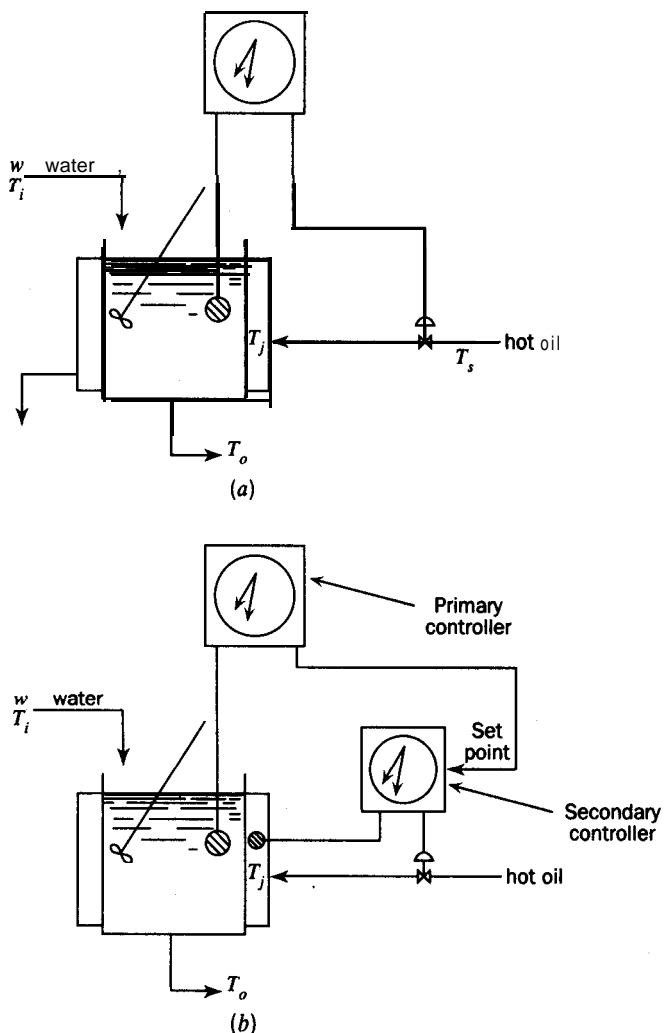 w water
T_i
T_j
hot oil
T_s
T_o
(a)
Primary
controller
w water
T_i
Set
point
Secondary
controller
T_j
hot oil
T_o
(b)